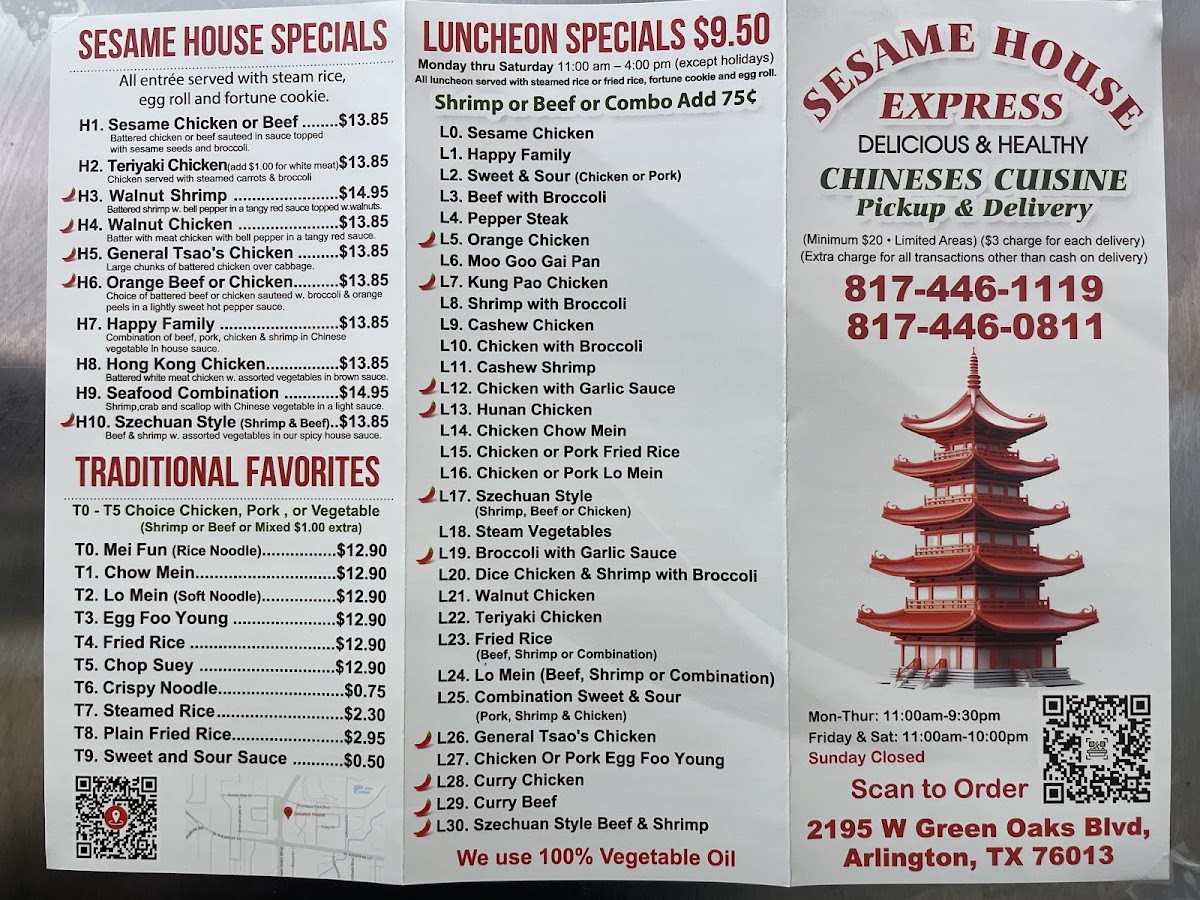 SESAME HOUSE SPECIALS
All entrée served with steam rice,
egg roll and fortune cookie.
H1. Sesame Chicken or Beef ........$13.85
Battered chicken or beef sauteed in sauce topped
with sesame seeds and broccoli.
H2. Teriyaki Chicken(add $1.00 for white meat)$13.85
Chicken served with steamed carrots & broccoli
H3. Walnut Shrimp ..................$14.95
Battered shrimp w. bell pepper in a tangy red sauce topped w.walnuts.
H4. Walnut Chicken .................$13.85
Batter with meat chicken with bell pepper in a tangy red sauce.
H5. General Tsao's Chicken .........$13.85
Large chunks of battered chicken over cabbage.
H6. Orange Beef or Chicken..........$13.85
Choice of battered beef or chicken sauteed w. broccoli & orange
peels in a lightly sweet hot pepper sauce.
H7. Happy Family ....................$13.85
Combination of beef, pork, chicken & shrimp in Chinese
vegetable in house sauce.
H8. Hong Kong Chicken................$13.85
Battered white meat chicken w. assorted vegetables in brown sauce.
H9. Seafood Combination ............$14.95
Shrimp,crab and scallop with Chinese vegetable in a light sauce.
H10. Szechuan Style (Shrimp & Beef)..$13.85
Beef & shrimp w. assorted vegetables in our spicy house sauce.
TRADITIONAL FAVORITES
T0 - T5 Choice Chicken, Pork , or Vegetable
(Shrimp or Beef or Mixed $1.00 extra)
T0. Mei Fun (Rice Noodle)................$12.90
T1. Chow Mein..............................$12.90
T2. Lo Mein (Soft Noodle)................$12.90
T3. Egg Foo Young ......................$12.90
T4. Fried Rice ...............................$12.90
T5. Chop Suey .............................$12.90
T6. Crispy Noodle...........................$0.75
T7. Steamed Rice...........................$2.30
T8. Plain Fried Rice........................$2.95
T9. Sweet and Sour Sauce ..........$0.50
SESAME HOUSE
LUNCHEON SPECIALS $9.50
Monday thru Saturday 11:00 am – 4:00 pm (except holidays)
All luncheon served with steamed rice or fried rice, fortune cookie and egg roll.
Shrimp or Beef or Combo Add 75¢
L0. Sesame Chicken
L1. Happy Family
L2. Sweet & Sour (Chicken or Pork)
L3. Beef with Broccoli
L4. Pepper Steak
L5. Orange Chicken
L6. Moo Goo Gai Pan
L7. Kung Pao Chicken
L8. Shrimp with Broccoli
L9. Cashew Chicken
L10. Chicken with Broccoli
L11. Cashew Shrimp
L12. Chicken with Garlic Sauce
L13. Hunan Chicken
L14. Chicken Chow Mein
L15. Chicken or Pork Fried Rice
L16. Chicken or Pork Lo Mein
L17. Szechuan Style
(Shrimp, Beef or Chicken)
L18. Steam Vegetables
L19. Broccoli with Garlic Sauce
L20. Dice Chicken & Shrimp with Broccoli
L21. Walnut Chicken
L22. Teriyaki Chicken
L23. Fried Rice
(Beef, Shrimp or Combination)
L24. Lo Mein (Beef, Shrimp or Combination)
L25. Combination Sweet & Sour
(Pork, Shrimp & Chicken)
L26. General Tsao's Chicken
L27. Chicken Or Pork Egg Foo Young
L28. Curry Chicken
L29. Curry Beef
L30. Szechuan Style Beef & Shrimp
We use 100% Vegetable Oil
SESAME HOUSE
EXPRESS
DELICIOUS & HEALTHY
CHINESES CUISINE
Pickup & Delivery
(Minimum $20 • Limited Areas) ($3 charge for each delivery)
(Extra charge for all transactions other than cash on delivery)
817-446-1119
817-446-0811
Mon-Thur: 11:00am-9:30pm
Friday & Sat: 11:00am-10:00pm
Sunday Closed
Scan to Order
2195 W Green Oaks Blvd,
Arlington, TX 76013